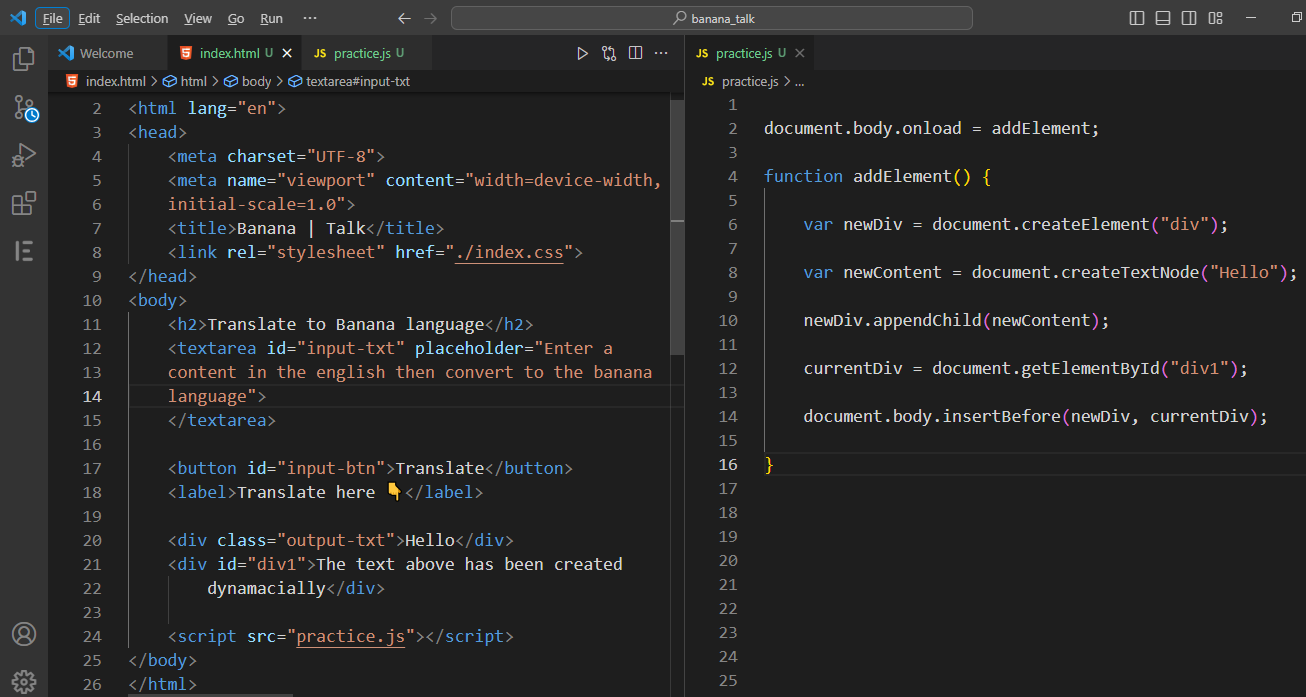 File Edit Selection View Go Run ··· ← → banana_talk
Welcome index.html U × JS practice.js U ···
index.html > html > body > textarea#input-txt
2 <html lang="en">
3 <head>
4 <meta charset="UTF-8">
5 <meta name="viewport" content="width=device-width,
6 initial-scale=1.0">
7 <title>Banana | Talk</title>
8 <link rel="stylesheet" href="./index.css">
9 </head>
10 <body>
11 <h2>Translate to Banana language</h2>
12 <textarea id="input-txt" placeholder="Enter a
13 content in the english then convert to the banana
14 language">
15 </textarea>
16
17 <button id="input-btn">Translate</button>
18 <label>Translate here 👇</label>
19
20 <div class="output-txt">Hello</div>
21 <div id="div1">The text above has been created
22 dynamacially</div>
23
24 <script src="practice.js"></script>
25 </body>
26 </html>
JS practice.js U ×
JS practice.js > ...
1
2 document.body.onload = addElement;
3
4 function addElement() {
5
6 var newDiv = document.createElement("div");
7
8 var newContent = document.createTextNode("Hello");
9
10 newDiv.appendChild(newContent);
11
12 currentDiv = document.getElementById("div1");
13
14 document.body.insertBefore(newDiv, currentDiv);
15
16 }
17
18
19
20
21
22
23
24
25